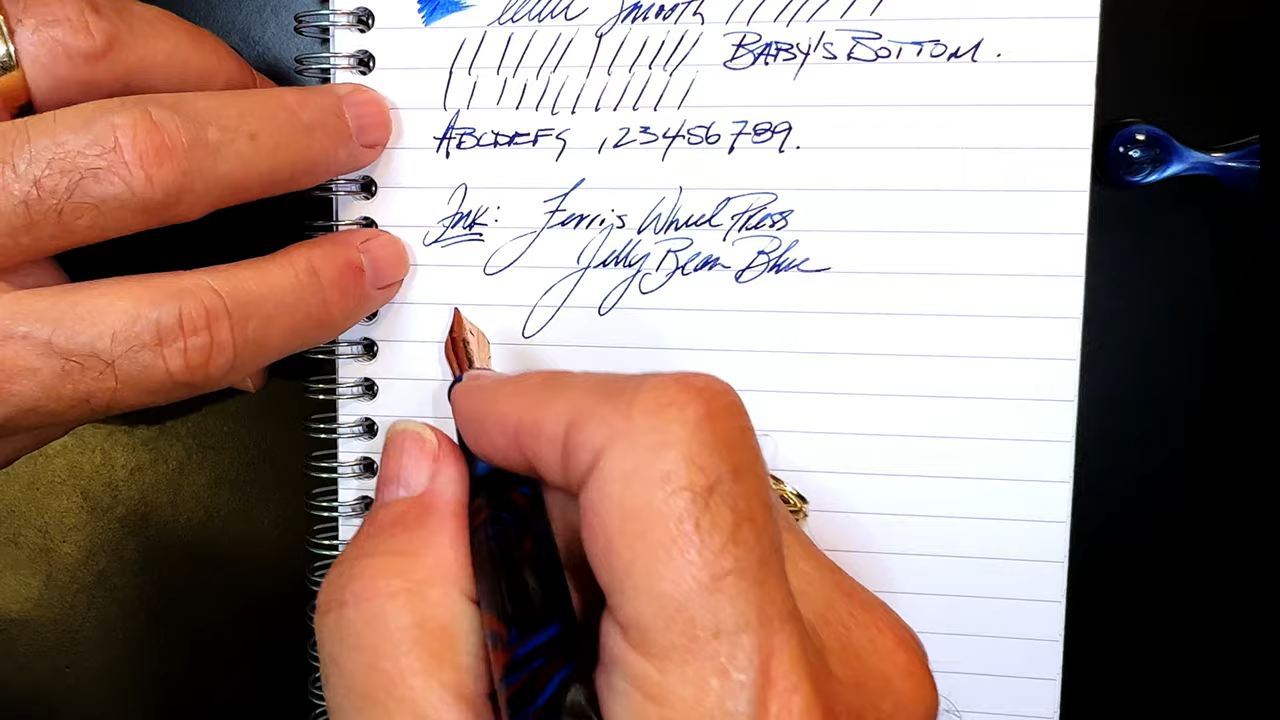 Smooth
BABY'S BOTTOM.
ABCDEFG 123456789.
Ink: Ferris Wheel Press
Jelly Bean Blue